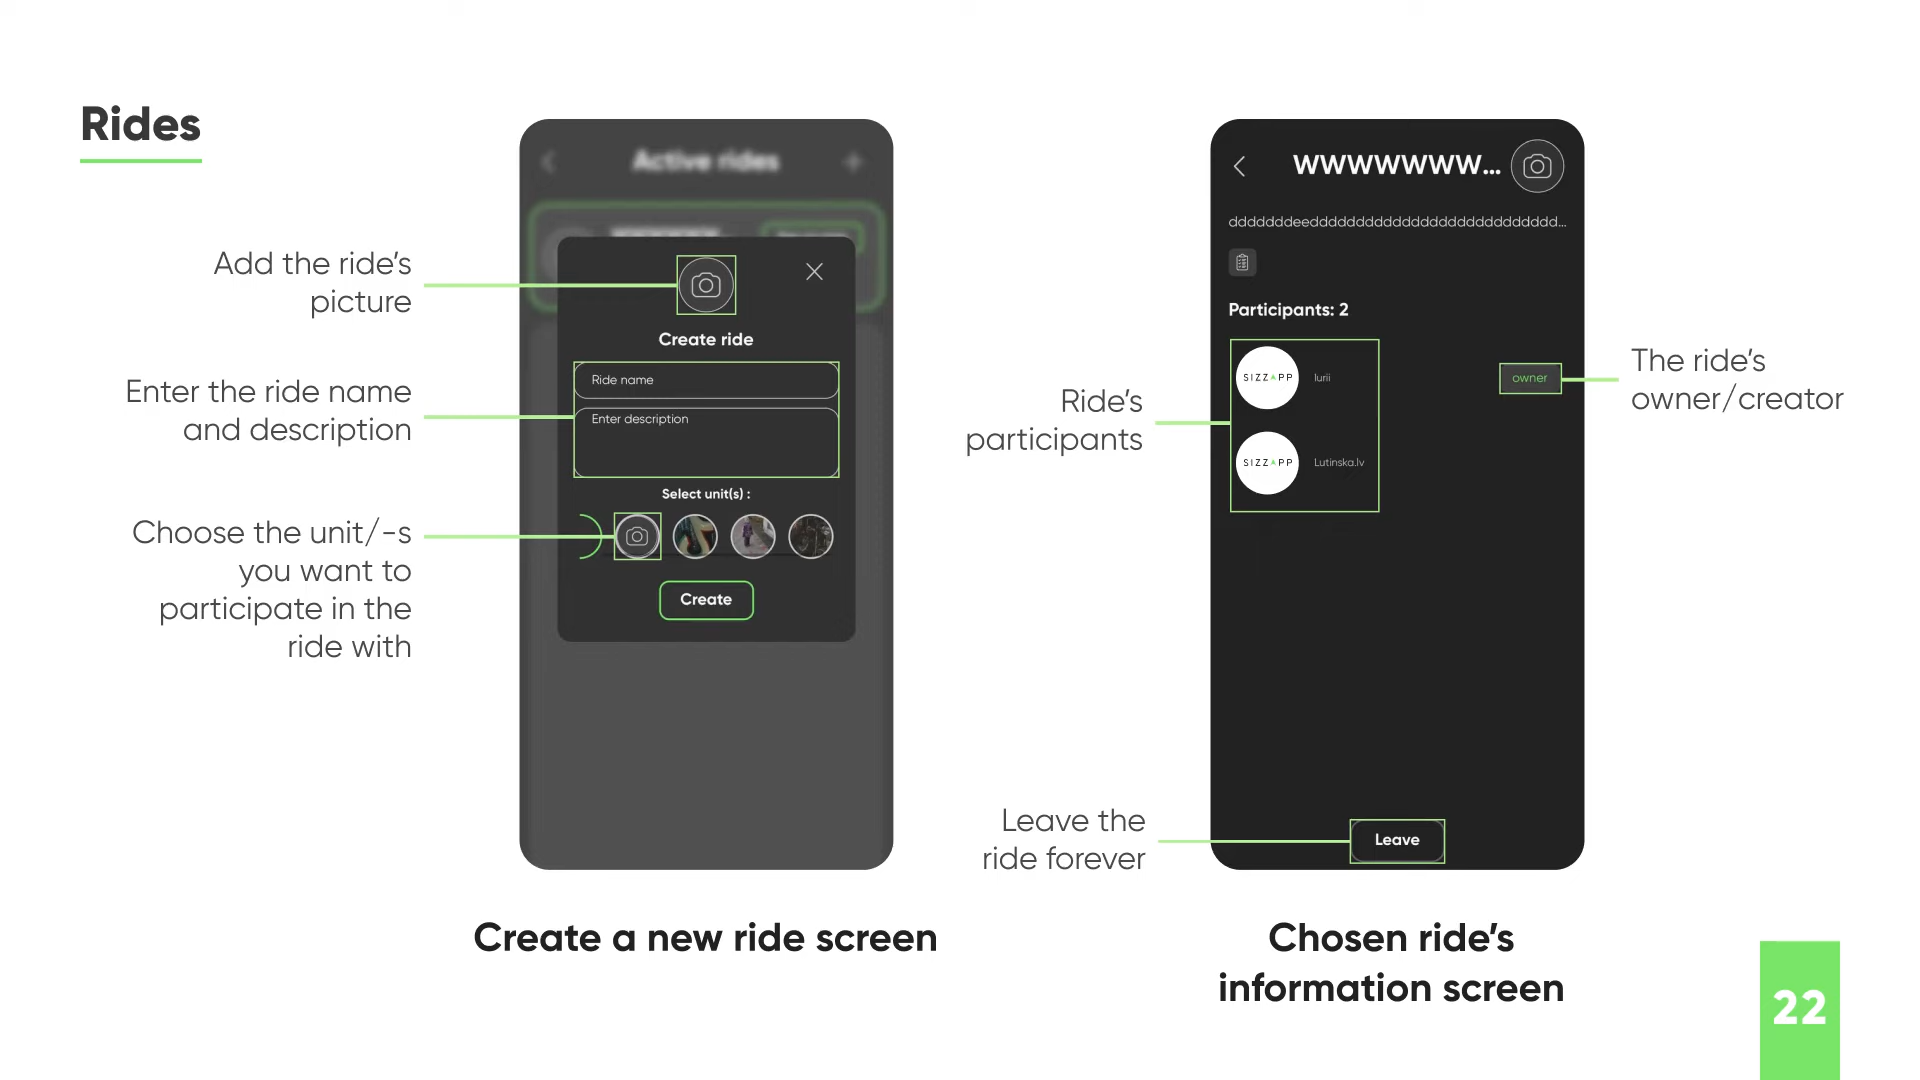 Rides
Add the ride's
picture
Enter the ride name
and description
Choose the unit/-s
you want to
participate in the
ride with
Active rides
Create ride
Ride name
Enter description
Select unit(s) :
Create
Create a new ride screen
WWWWWWW...
dddddddeeddddddddddddddddddddddddddd...
Participants: 2
SIZZAPP
Iurii
owner
SIZZAPP
Lutinska.lv
Leave
Ride's
participants
The ride's
owner/creator
Leave the
ride forever
Chosen ride's
information screen
22